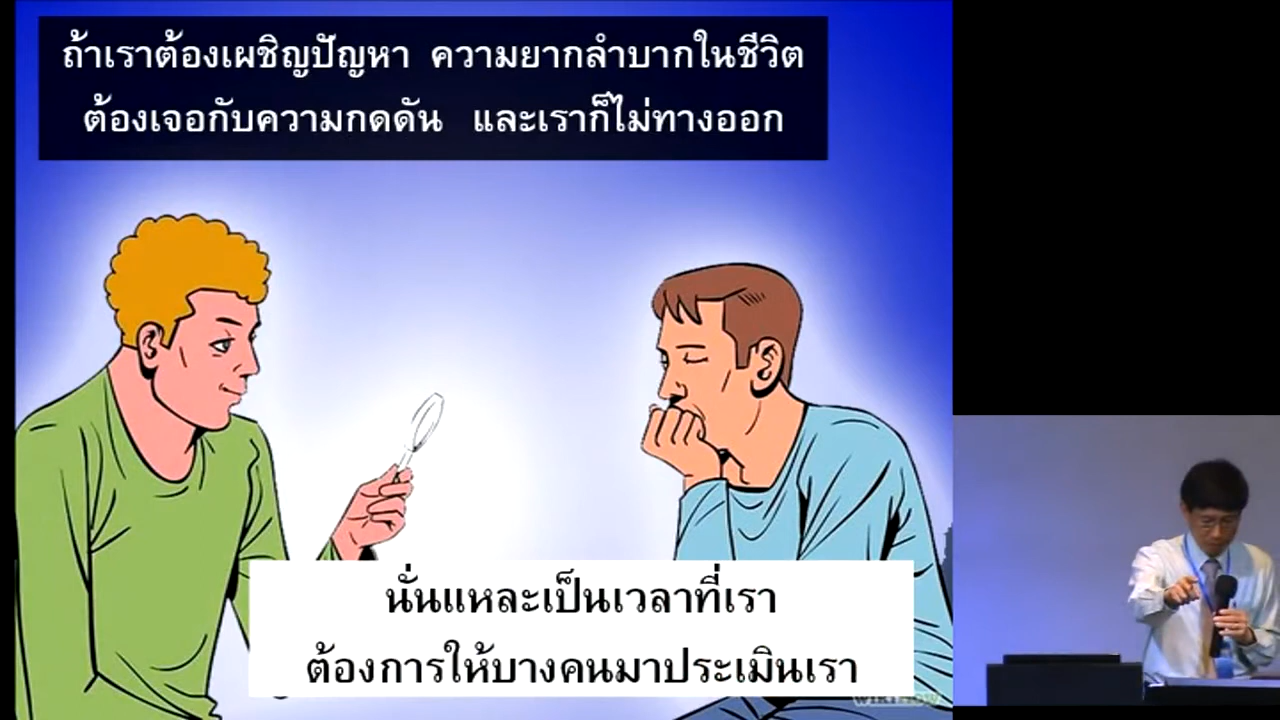 ถ้าเราต้องเผชิญปัญหา ความยากลำบากในชีวิต
ต้องเจอกับความกดดัน และเราก็ไม่ทางออก
นั่นแหละเป็นเวลาที่เรา
ต้องการให้บางคนมาประเมินเรา
wikiHow